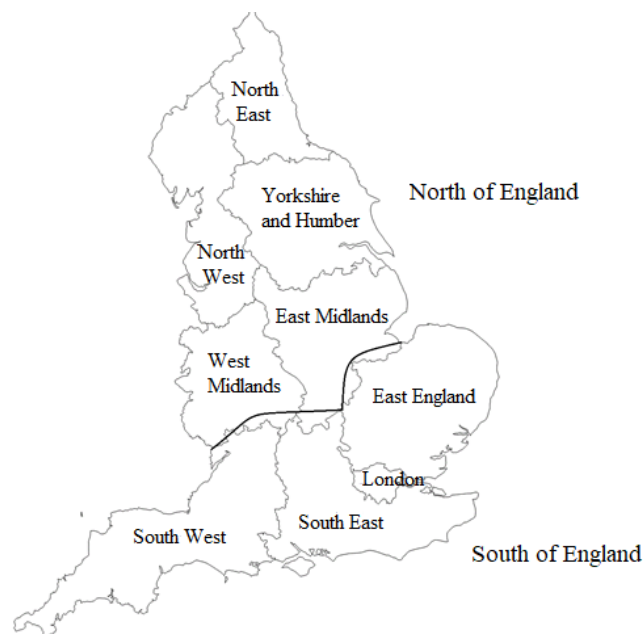 North
East
Yorkshire
and Humber
North of England
North
West
East Midlands
West
Midlands
East England
London
South East
South West
South of England